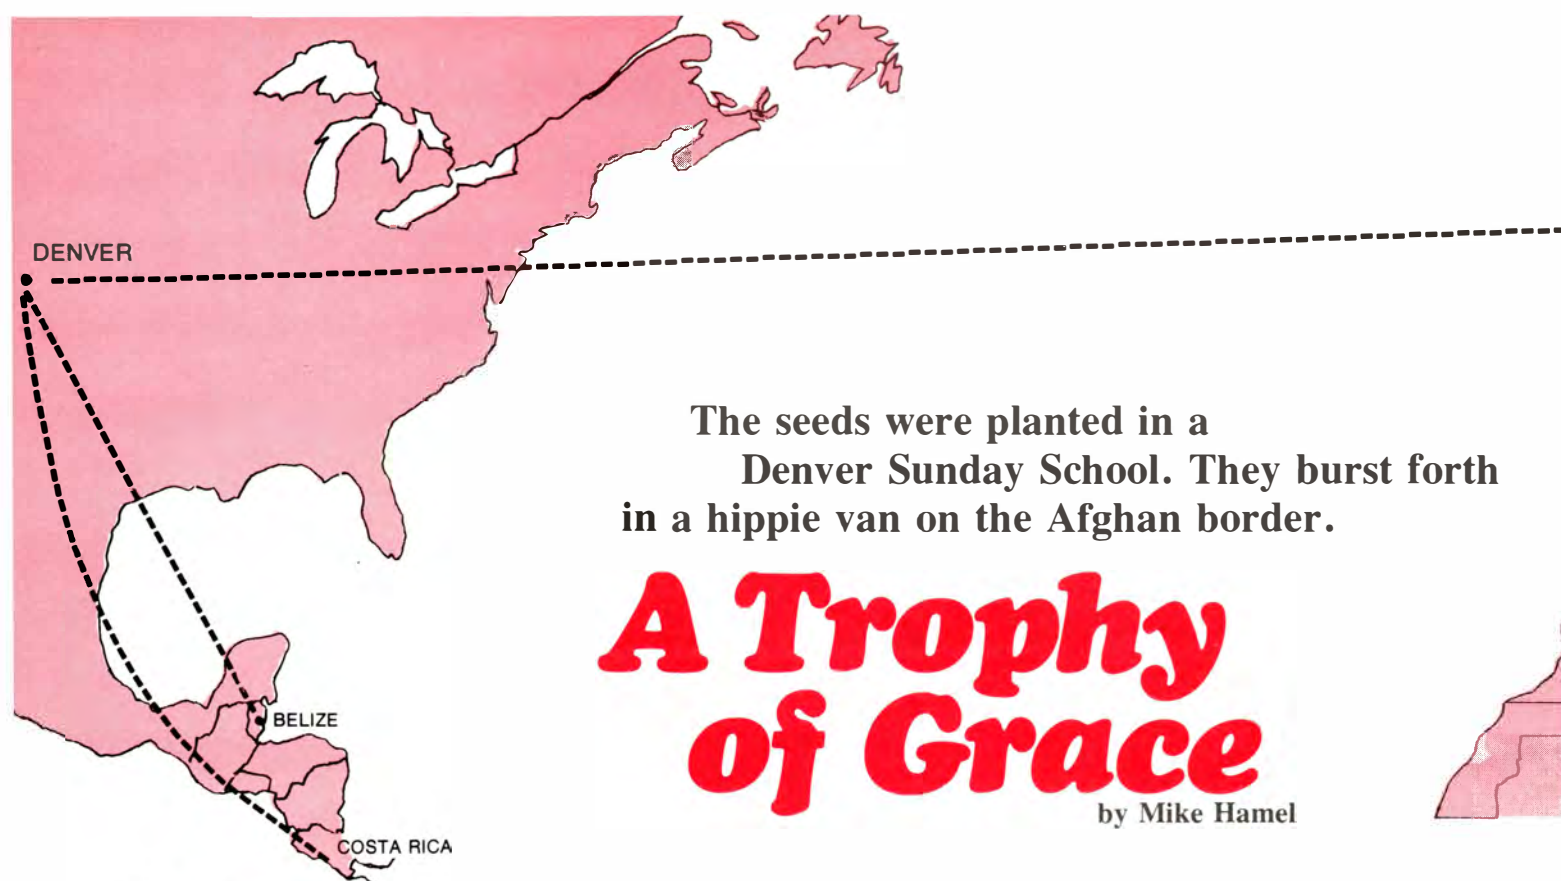 DENVER
The seeds were planted in a
Denver Sunday School. They burst forth
in a hippie van on the Afghan border.
A Trophy
of Grace
by Mike Hamel
BELIZE
COSTA RICA